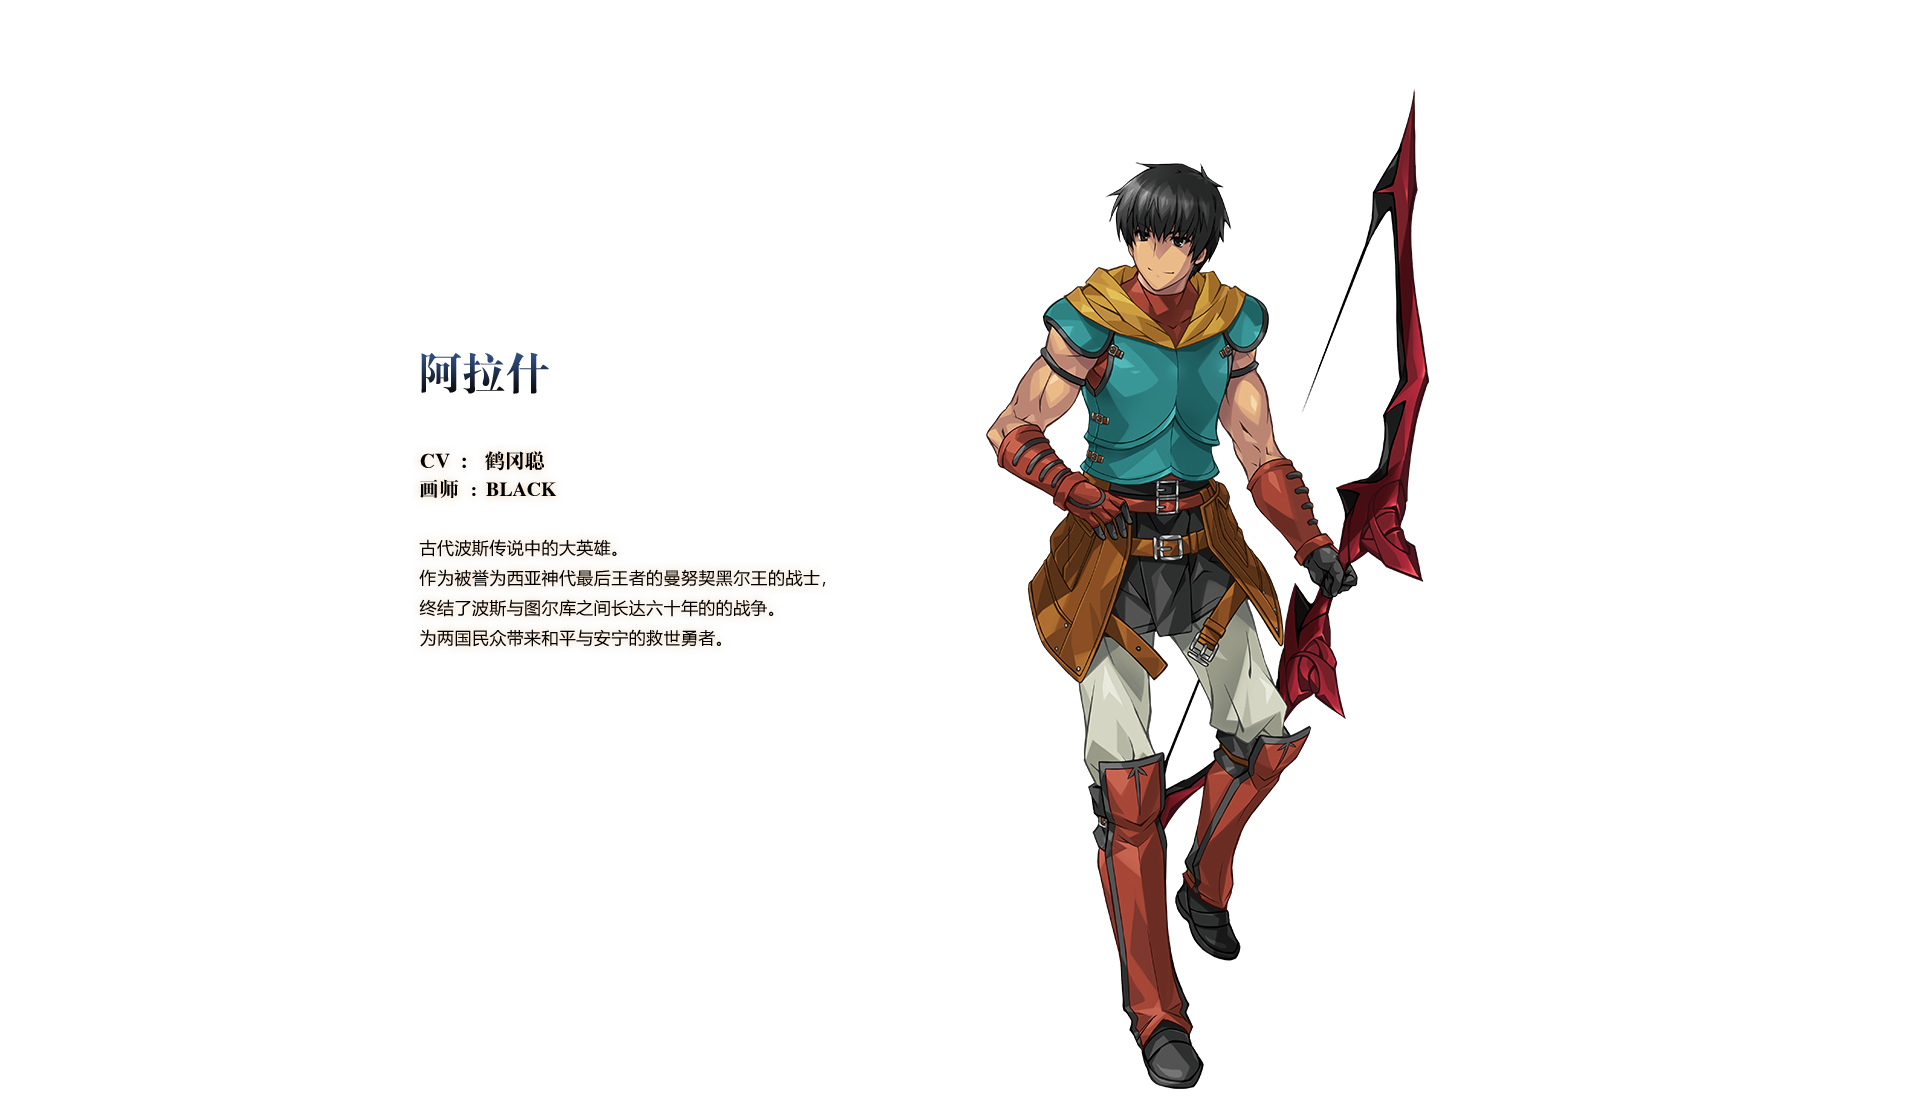 阿拉什
CV ： 鹤冈聪
画师 ：BLACK
古代波斯传说中的大英雄。
作为被誉为西亚神代最后王者的曼努契黑尔王的战士，
终结了波斯与图尔库之间长达六十年的的战争。
为两国民众带来和平与安宁的救世勇者。